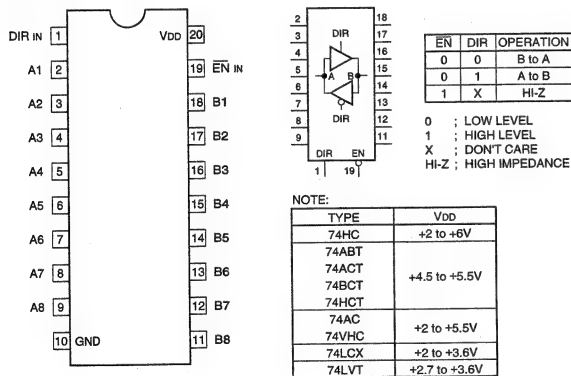 DIR IN 1 VDD 20
A1 2 19 EN IN
A2 3 18 B1
A3 4 17 B2
A4 5 16 B3
A5 6 15 B4
A6 7 14 B5
A7 8 13 B6
A8 9 12 B7
10 GND 11 B8
2 18
3 DIR 17
4 16
5 A B 15
6 14
7 13
8 DIR 12
9 11
DIR EN
1 19
EN DIR OPERATION
0 0 B to A
0 1 A to B
1 X HI-Z
0 ; LOW LEVEL
1 ; HIGH LEVEL
X ; DON'T CARE
HI-Z ; HIGH IMPEDANCE
NOTE:
TYPE VDD
74HC +2 to +6V
74ABT
74ACT
74BCT
74HCT
+4.5 to +5.5V
74AC
74VHC
+2 to +5.5V
74LCX +2 to +3.6V
74LVT +2.7 to +3.6V